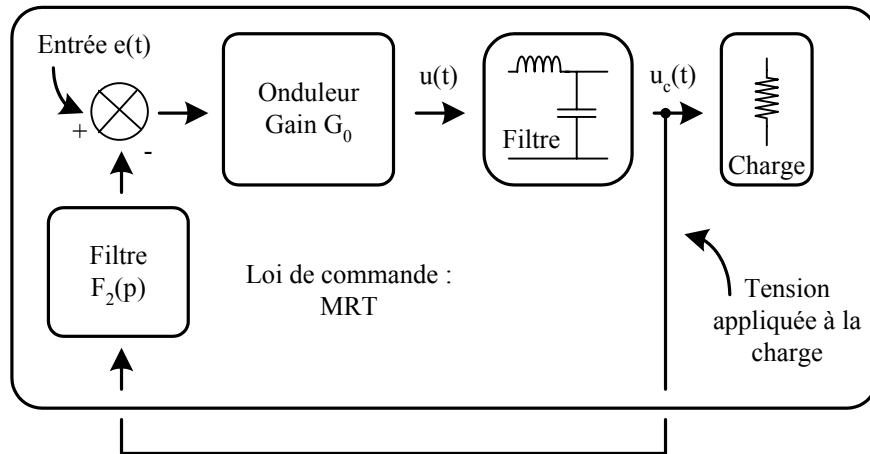 Entrée e(t)
+
-
Onduleur
Gain G0
u(t)
Filtre
uc(t)
Charge
Filtre
F2(p)
Loi de commande :
MRT
Tension
appliquée à la
charge